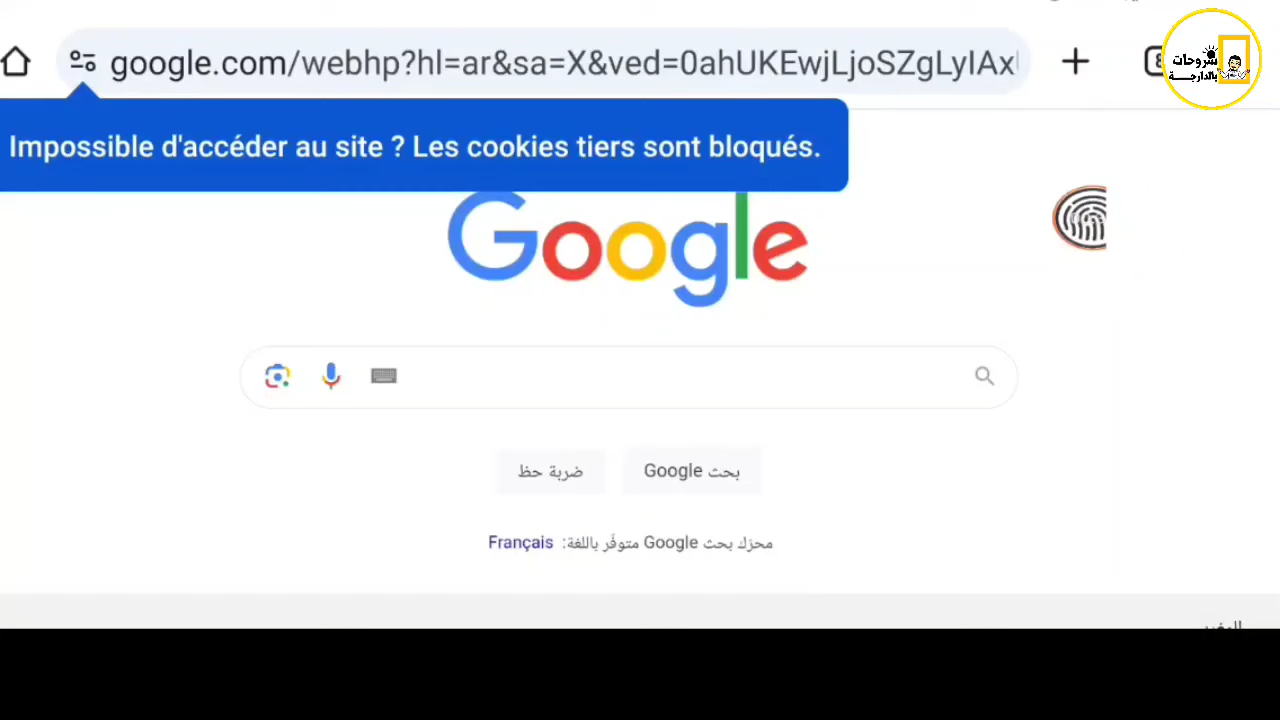 google.com/webhp?hl=ar&sa=X&ved=0ahUKEwjLjoSZgLyIAx
شروحات
بالدارجـــة
Impossible d'accéder au site ? Les cookies tiers sont bloqués.
Google
بحث Google
ضربة حظ
محرك بحث Google متوفّر باللغة: Français